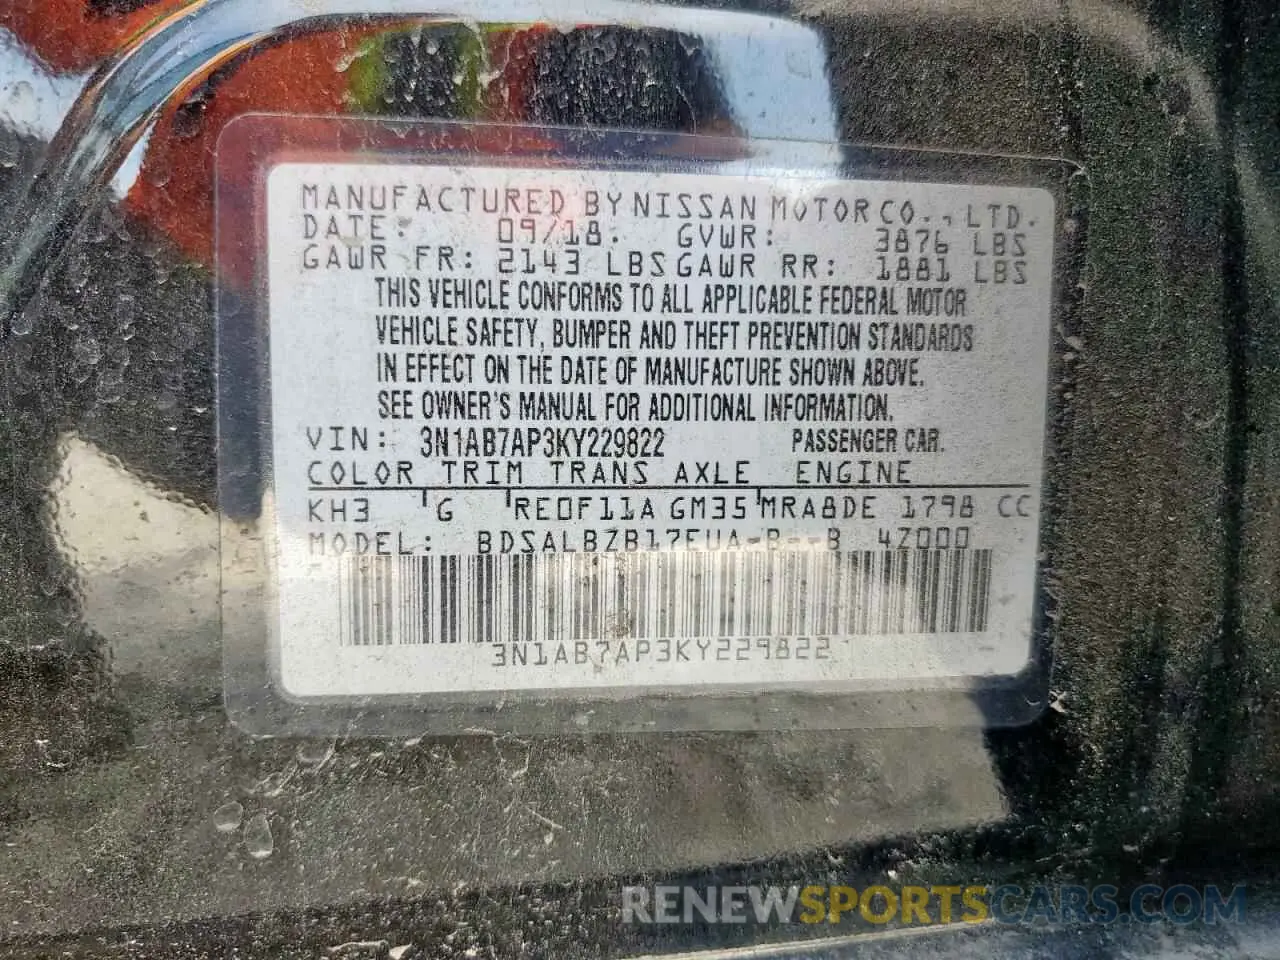 MANUFACTURED BY NISSAN MOTOR CO., LTD.
DATE: 09/18. GVWR: 3876 LBS
GAWR FR: 2143 LBS GAWR RR: 1881 LBS
THIS VEHICLE CONFORMS TO ALL APPLICABLE FEDERAL MOTOR
VEHICLE SAFETY, BUMPER AND THEFT PREVENTION STANDARDS
IN EFFECT ON THE DATE OF MANUFACTURE SHOWN ABOVE.
SEE OWNER'S MANUAL FOR ADDITIONAL INFORMATION.
VIN: 3N1AB7AP3KY229822 PASSENGER CAR.
COLOR TRIM TRANS AXLE ENGINE
KH3 G RE0F11A GM35 MRA8DE 1798 CC
MODEL: BDSALBZB17EUA-B--B 4Z000
3N1AB7AP3KY229822
RENEWSPORTSCARS.COM